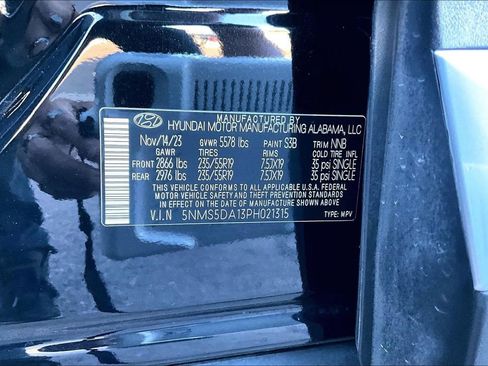 MANUFACTURED BY
HYUNDAI MOTOR MANUFACTURING ALABAMA, LLC
Nov/14/23 GVWR 5578 lbs PAINT S3B TRIM NNB
GAWR TIRES RIMS COLD TIRE INFL.
FRONT 2866 lbs 235/55R19 7.5JX19 35 psi SINGLE
REAR 2976 lbs 235/55R19 7.5JX19 35 psi SINGLE
THIS VEHICLE CONFORMS TO ALL APPLICABLE U.S.A. FEDERAL
MOTOR VEHICLE SAFETY AND THEFT PREVENTION STANDARDS
IN EFFECT ON THE DATE OF MANUFACTURE SHOWN ABOVE
V.I.N 5NMS5DA13PH021315 TYPE: MPV